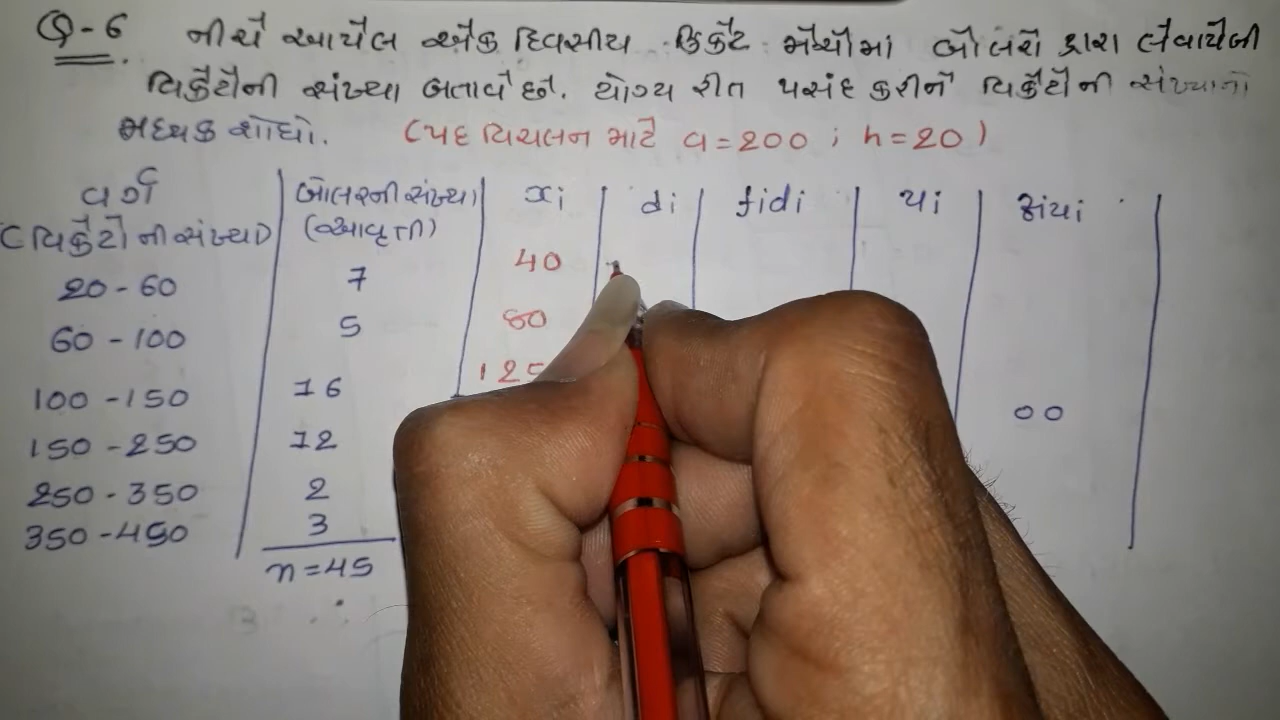 Q-6 નીચે આપેલ એક દિવસીય ક્રિકેટ મેચોમાં બોલરો દ્વારા લેવાયેલી
વિકેટોની સંખ્યા બતાવે છે. યોગ્ય રીત પસંદ કરીને વિકેટોની સંખ્યાનો
મધ્યક શોધો. (પદ વિચલન માટે a=200 ; h=20)
વર્ગ બોલરની સંખ્યા xi di fidi ui fiui
(વિકેટોની સંખ્યા) (આવૃતી)
20-60 7 40
60-100 5 80
100-150 16 125
150-250 12 00
250-350 2
350-450 3
n=45